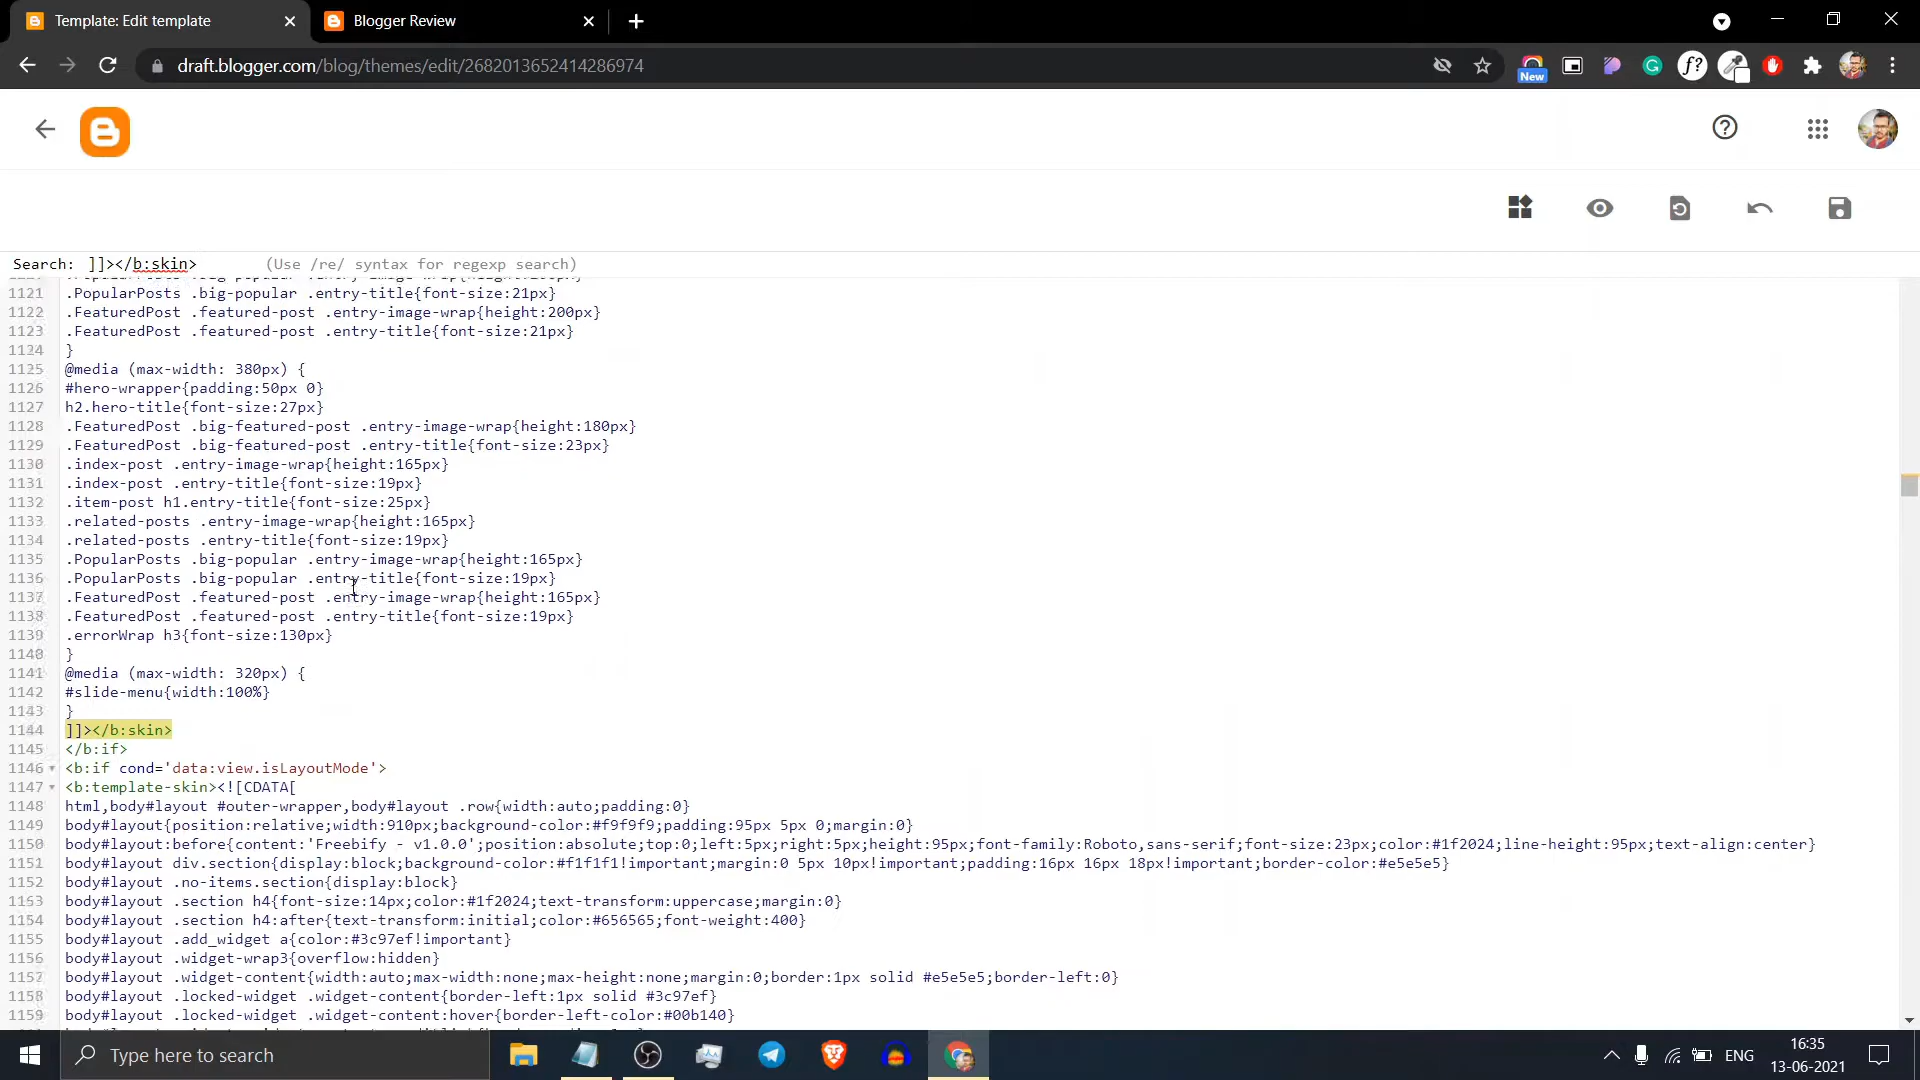 Template: Edit template
Blogger Review
draft.blogger.com/blog/themes/edit/2682013652414286974
New
f?
Search: ]]></b:skin> (Use /re/ syntax for regexp search)
1121 .PopularPosts .big-popular .entry-title{font-size:21px}
1122 .FeaturedPost .featured-post .entry-image-wrap{height:200px}
1123 .FeaturedPost .featured-post .entry-title{font-size:21px}
1124 }
1125 @media (max-width: 380px) {
1126 #hero-wrapper{padding:50px 0}
1127 h2.hero-title{font-size:27px}
1128 .FeaturedPost .big-featured-post .entry-image-wrap{height:180px}
1129 .FeaturedPost .big-featured-post .entry-title{font-size:23px}
1130 .index-post .entry-image-wrap{height:165px}
1131 .index-post .entry-title{font-size:19px}
1132 .item-post h1.entry-title{font-size:25px}
1133 .related-posts .entry-image-wrap{height:165px}
1134 .related-posts .entry-title{font-size:19px}
1135 .PopularPosts .big-popular .entry-image-wrap{height:165px}
1136 .PopularPosts .big-popular .entry-title{font-size:19px}
1137 .FeaturedPost .featured-post .entry-image-wrap{height:165px}
1138 .FeaturedPost .featured-post .entry-title{font-size:19px}
1139 .errorWrap h3{font-size:130px}
1140 }
1141 @media (max-width: 320px) {
1142 #slide-menu{width:100%}
1143 }
1144 ]]></b:skin>
1145 </b:if>
1146 <b:if cond='data:view.isLayoutMode'>
1147 <b:template-skin><![CDATA[
1148 html,body#layout #outer-wrapper,body#layout .row{width:auto;padding:0}
1149 body#layout{position:relative;width:910px;background-color:#f9f9f9;padding:95px 5px 0;margin:0}
1150 body#layout:before{content:'Freebify - v1.0.0';position:absolute;top:0;left:5px;right:5px;height:95px;font-family:Roboto,sans-serif;font-size:23px;color:#1f2024;line-height:95px;text-align:center}
1151 body#layout div.section{display:block;background-color:#f1f1f1!important;margin:0 5px 10px!important;padding:16px 16px 18px!important;border-color:#e5e5e5}
1152 body#layout .no-items.section{display:block}
1153 body#layout .section h4{font-size:14px;color:#1f2024;text-transform:uppercase;margin:0}
1154 body#layout .section h4:after{text-transform:initial;color:#656565;font-weight:400}
1155 body#layout .add_widget a{color:#3c97ef!important}
1156 body#layout .widget-wrap3{overflow:hidden}
1157 body#layout .widget-content{width:auto;max-width:none;max-height:none;margin:0;border:1px solid #e5e5e5;border-left:0}
1158 body#layout .locked-widget .widget-content{border-left:1px solid #3c97ef}
1159 body#layout .locked-widget .widget-content:hover{border-left-color:#00b140}
Type here to search
ENG
16:35
13-06-2021